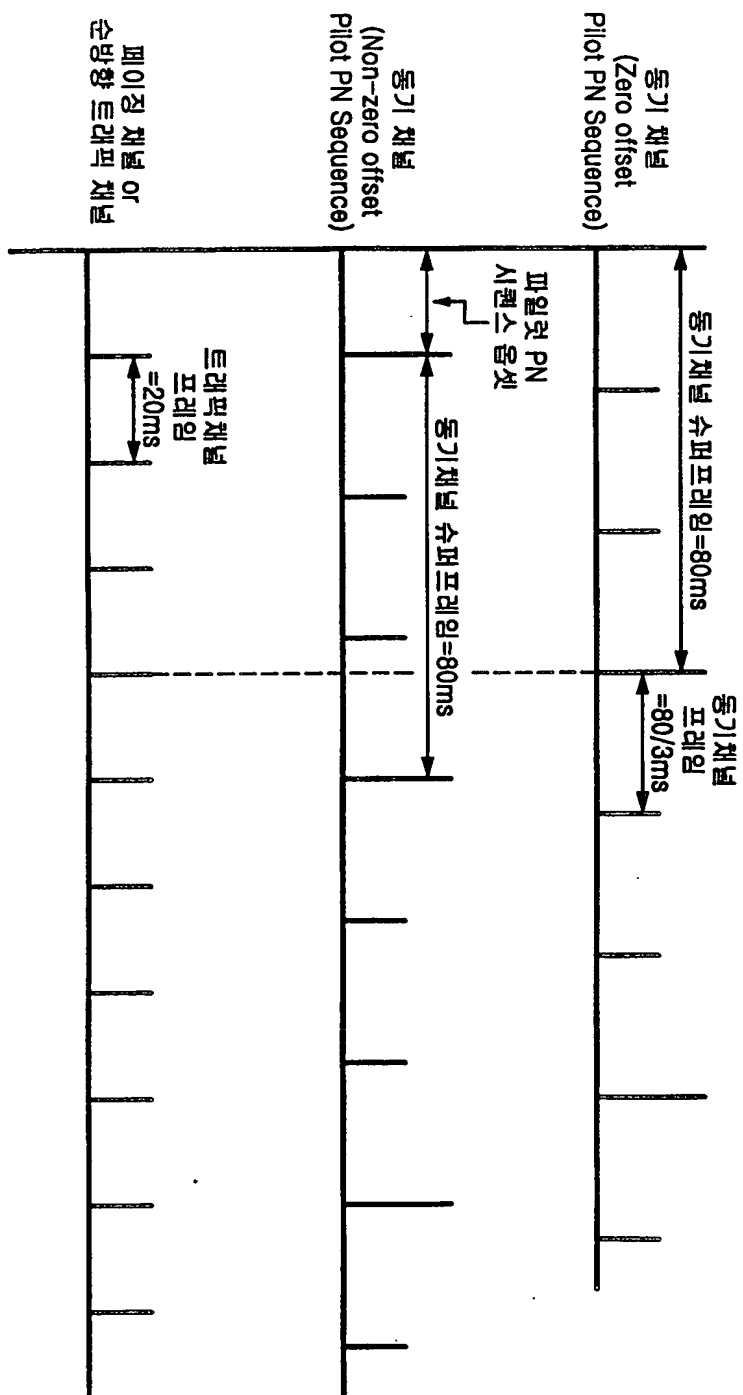 동기 채널
(Zero offset
Pilot PN Sequence)
동기채널 슈퍼프레임=80ms
동기채널
프레임
=80/3ms
동기 채널
(Non-zero offset
Pilot PN Sequence)
파일럿 PN
시퀀스 옵셋
동기채널 슈퍼프레임=80ms
페이징 채널 or
순방향 트래픽 채널
트래픽채널
프레임
=20ms